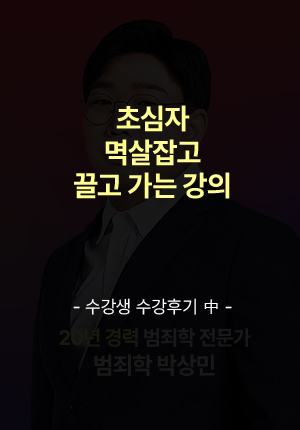 초심자
멱살잡고
끌고 가는 강의
- 수강생 수강후기 中 -
20년 경력 범죄학 전문가
범죄학 박상민